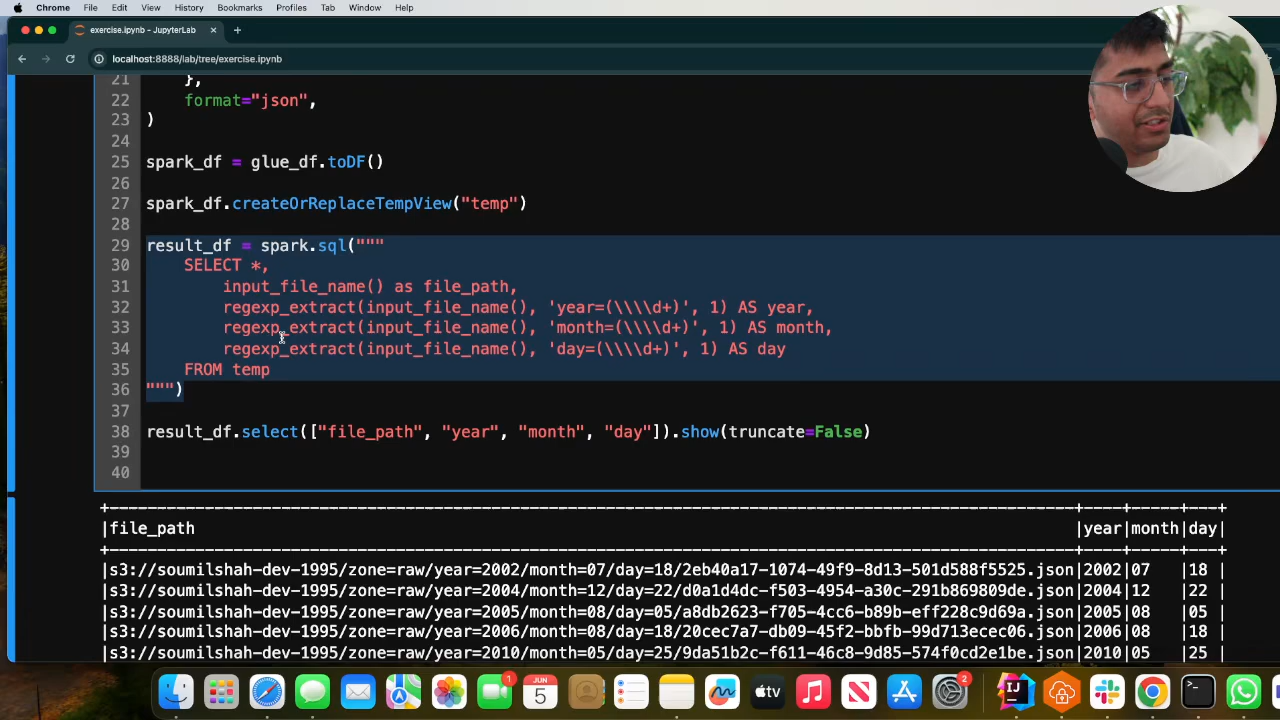 Chrome File Edit View History Bookmarks Profiles Tab Window Help
exercise.ipynb - JupyterLab
localhost:8888/lab/tree/exercise.ipynb
21 },
22 format="json",
23 )
24
25 spark_df = glue_df.toDF()
26
27 spark_df.createOrReplaceTempView("temp")
28
29 result_df = spark.sql("""
30 SELECT *,
31 input_file_name() as file_path,
32 regexp_extract(input_file_name(), 'year=(\\\\d+)', 1) AS year,
33 regexp_extract(input_file_name(), 'month=(\\\\d+)', 1) AS month,
34 regexp_extract(input_file_name(), 'day=(\\\\d+)', 1) AS day
35 FROM temp
36 """)
37
38 result_df.select(["file_path", "year", "month", "day"]).show(truncate=False)
39
40
|file_path |year|month|day|
|s3://soumilshah-dev-1995/zone=raw/year=2002/month=07/day=18/2eb40a17-1074-49f9-8d13-501d588f5525.json|2002|07 |18 |
|s3://soumilshah-dev-1995/zone=raw/year=2004/month=12/day=22/d0a1d4dc-f503-4954-a30c-291b869809de.json|2004|12 |22 |
|s3://soumilshah-dev-1995/zone=raw/year=2005/month=08/day=05/a8db2623-f705-4cc6-b89b-eff228c9d69a.json|2005|08 |05 |
|s3://soumilshah-dev-1995/zone=raw/year=2006/month=08/day=18/20cec7a7-db09-45f2-bbfb-99d713ecec06.json|2006|08 |18 |
|s3://soumilshah-dev-1995/zone=raw/year=2010/month=05/day=25/9da51b2c-f611-46c8-9d85-574f0cd2e1be.json|2010|05 |25 |
1
JUN
5
tv
2
IJ